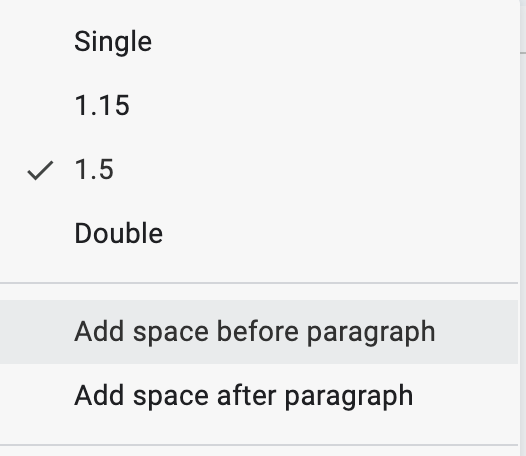 Single
1.15
1.5
Double
Add space before paragraph
Add space after paragraph